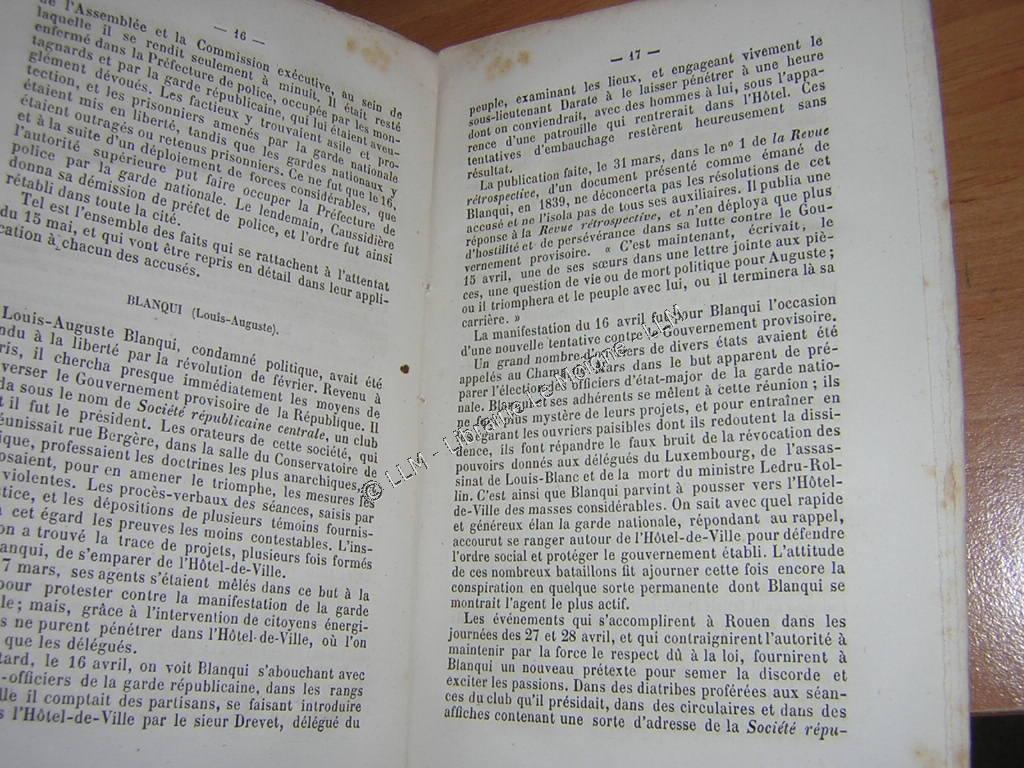 — 16 —
de l'Assemblée et la Commission exécutive, au sein de
laquelle il se rendit seulement à minuit. Il était resté
enfermé dans la Préfecture de police, occupée par les mon-
tagnards et par la garde républicaine, qui lui étaient aveu-
glément dévoués. Les factieux y trouvaient asile et pro-
tection, et les prisonniers amenés par la garde nationale
étaient mis en liberté, tandis que les gardes nationaux y
étaient outragés ou retenus prisonniers. Ce ne fut que le 16,
et à la suite d'un déploiement de forces considérables, que
l'autorité supérieure put faire occuper la Préfecture de
police par la garde nationale. Le lendemain, Caussidière
donna sa démission de préfet de police, et l'ordre fut ainsi
rétabli dans toute la cité.
Tel est l'ensemble des faits qui se rattachent à l'attentat
du 15 mai, et qui vont être repris en détail dans leur appli-
cation à chacun des accusés.
BLANQUI (Louis-Auguste).
Louis-Auguste Blanqui, condamné politique, avait été
ndu à la liberté par la révolution de février. Revenu à
ris, il chercha presque immédiatement les moyens de
verser le Gouvernement provisoire de la République. Il
da sous le nom de Société républicaine centrale, un club
t il fut le président. Les orateurs de cette société, qui
éunissait rue Bergère, dans la salle du Conservatoire de
ique, professaient les doctrines les plus anarchiques,
osaient, pour en amener le triomphe, les mesures les
violentes. Les procès-verbaux des séances, saisis par
tice, et les dépositions de plusieurs témoins fournis-
à cet égard les preuves les moins contestables. L'ins-
on a trouvé la trace de projets, plusieurs fois formés
anqui, de s'emparer de l'Hôtel-de-Ville.
7 mars, ses agents s'étaient mêlés dans ce but à la
pour protester contre la manifestation de la garde
le; mais, grâce à l'intervention de citoyens énergi-
s ne purent pénétrer dans l'Hôtel-de-Ville, où l'on
que les délégués.
tard, le 16 avril, on voit Blanqui s'abouchant avec
-officiers de la garde républicaine, dans les rangs
lle il comptait des partisans, se faisant introduire
s l'Hôtel-de-Ville par le sieur Drevet, délégué du
— 17 —
peuple, examinant les lieux, et engageant vivement le
sous-lieutenant Darate à le laisser pénétrer à une heure
dont on conviendrait, avec des hommes à lui, sous l'appa-
rence d'une patrouille qui rentrerait dans l'Hôtel. Ces
tentatives d'embauchage restèrent heureusement sans
résultat.
La publication faite, le 31 mars, dans le n° 1 de la Revue
rétrospective, d'un document présenté comme émané de
Blanqui, en 1839, ne déconcerta pas les résolutions de cet
accusé et ne l'isola pas de tous ses auxiliaires. Il publia une
réponse à la Revue rétrospective, et n'en déploya que plus
d'hostilité et de persévérance dans sa lutte contre le Gou-
vernement provisoire. « C'est maintenant, écrivait, le
15 avril, une de ses sœurs dans une lettre jointe aux piè-
ces, une question de vie ou de mort politique pour Auguste;
ou il triomphera et le peuple avec lui, ou il terminera là sa
carrière. »
La manifestation du 16 avril fut pour Blanqui l'occasion
d'une nouvelle tentative contre le Gouvernement provisoire.
Un grand nombre d'ouvriers de divers états avaient été
appelés au Champ de Mars dans le but apparent de pré-
parer l'élection des officiers d'état-major de la garde natio-
nale. Blanqui et ses adhérents se mêlent à cette réunion; ils
ne font plus mystère de leurs projets, et pour entraîner en
les égarant les ouvriers paisibles dont ils redoutent la dissi-
dence, ils font répandre le faux bruit de la révocation des
pouvoirs donnés aux délégués du Luxembourg, de l'assas-
sinat de Louis-Blanc et de la mort du ministre Ledru-Rol-
lin. C'est ainsi que Blanqui parvint à pousser vers l'Hôtel-
de-Ville des masses considérables. On sait avec quel rapide
et généreux élan la garde nationale, répondant au rappel,
accourut se ranger autour de l'Hôtel-de-Ville pour défendre
l'ordre social et protéger le gouvernement établi. L'attitude
de ces nombreux bataillons fit ajourner cette fois encore la
conspiration en quelque sorte permanente dont Blanqui se
montrait l'agent le plus actif.
Les événements qui s'accomplirent à Rouen dans les
journées des 27 et 28 avril, et qui contraignirent l'autorité à
maintenir par la force le respect dû à la loi, fournirent à
Blanqui un nouveau prétexte pour semer la discorde et
exciter les passions. Dans des diatribes proférées aux séan-
ces du club qu'il présidait, dans des circulaires et dans des
affiches contenant une sorte d'adresse de la Société répu-
© LLM - Librairie Le Moigne - LLM